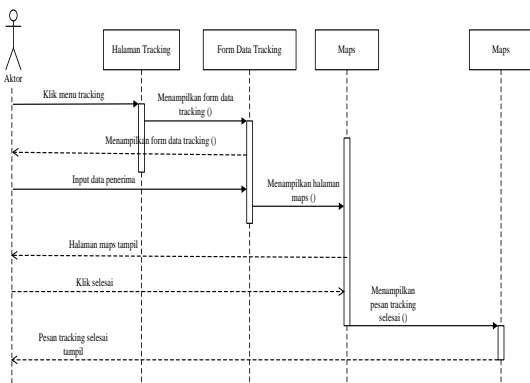 Halaman Tracking
Form Data Tracking
Maps
Maps
Aktor
Klik menu tracking
Menampilkan form data
tracking ()
Menampilkan form data tracking ()
Input data penerima
Menampilkan halaman
maps ()
Halaman maps tampil
Klik selesai
Menampilkan
pesan tracking
selesai ()
Pesan tracking selesai
tampil